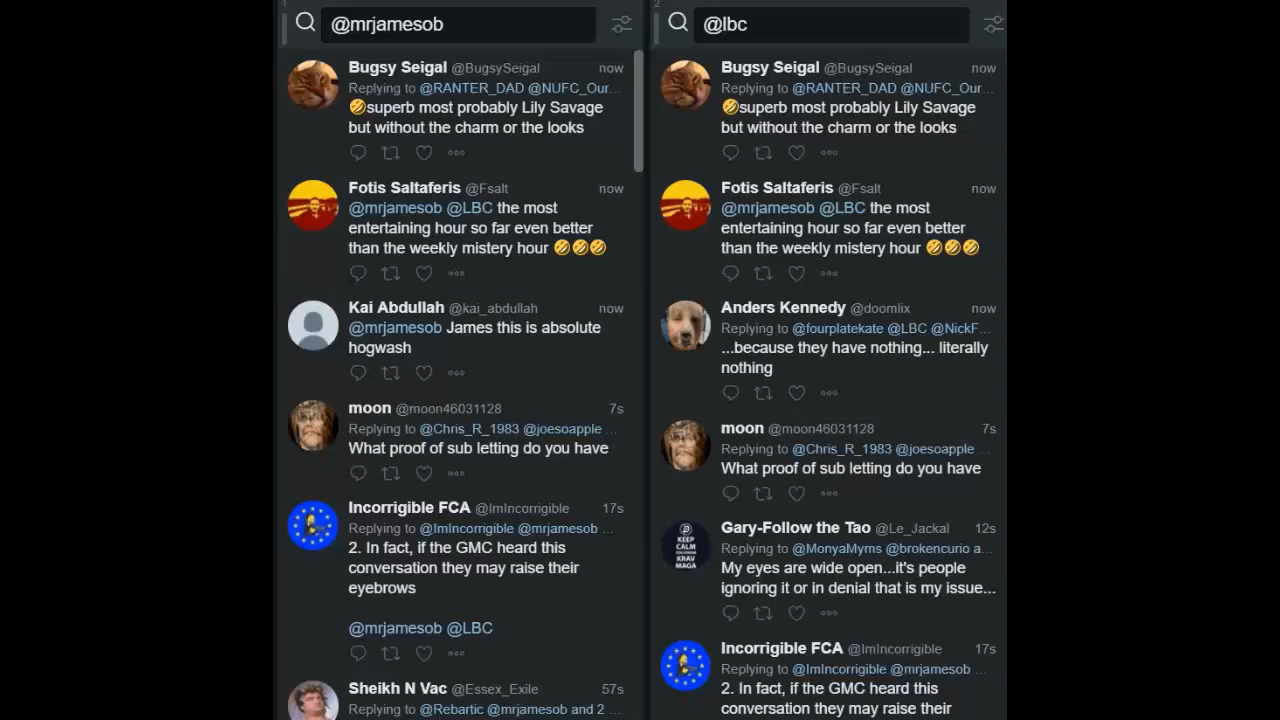 1
@mrjamesob
Bugsy Seigal @BugsySeigal now
Replying to @RANTER_DAD @NUFC_Our...
🤣superb most probably Lily Savage
but without the charm or the looks
Fotis Saltaferis @Fsalt now
@mrjamesob @LBC the most
entertaining hour so far even better
than the weekly mistery hour 🤣🤣🤣
Kai Abdullah @kai_abdullah now
@mrjamesob James this is absolute
hogwash
moon @moon46031128 7s
Replying to @Chris_R_1983 @joesoapple ...
What proof of sub letting do you have
Incorrigible FCA @ImIncorrigible 17s
Replying to @ImIncorrigible @mrjamesob ...
2. In fact, if the GMC heard this
conversation they may raise their
eyebrows
@mrjamesob @LBC
Sheikh N Vac @Essex_Exile 57s
Replying to @Rebartic @mrjamesob and 2 ...
2
@lbc
Bugsy Seigal @BugsySeigal now
Replying to @RANTER_DAD @NUFC_Our...
🤣superb most probably Lily Savage
but without the charm or the looks
Fotis Saltaferis @Fsalt now
@mrjamesob @LBC the most
entertaining hour so far even better
than the weekly mistery hour 🤣🤣🤣
Anders Kennedy @doomlix now
Replying to @fourplatekate @LBC @NickF...
...because they have nothing... literally
nothing
moon @moon46031128 7s
Replying to @Chris_R_1983 @joesoapple ...
What proof of sub letting do you have
KEEP
CALM
KRAV
MAGA
Gary-Follow the Tao @Le_Jackal 12s
Replying to @MonyaMyms @brokencurio a...
My eyes are wide open...it's people
ignoring it or in denial that is my issue...
Incorrigible FCA @ImIncorrigible 17s
Replying to @ImIncorrigible @mrjamesob ...
2. In fact, if the GMC heard this
conversation they may raise their